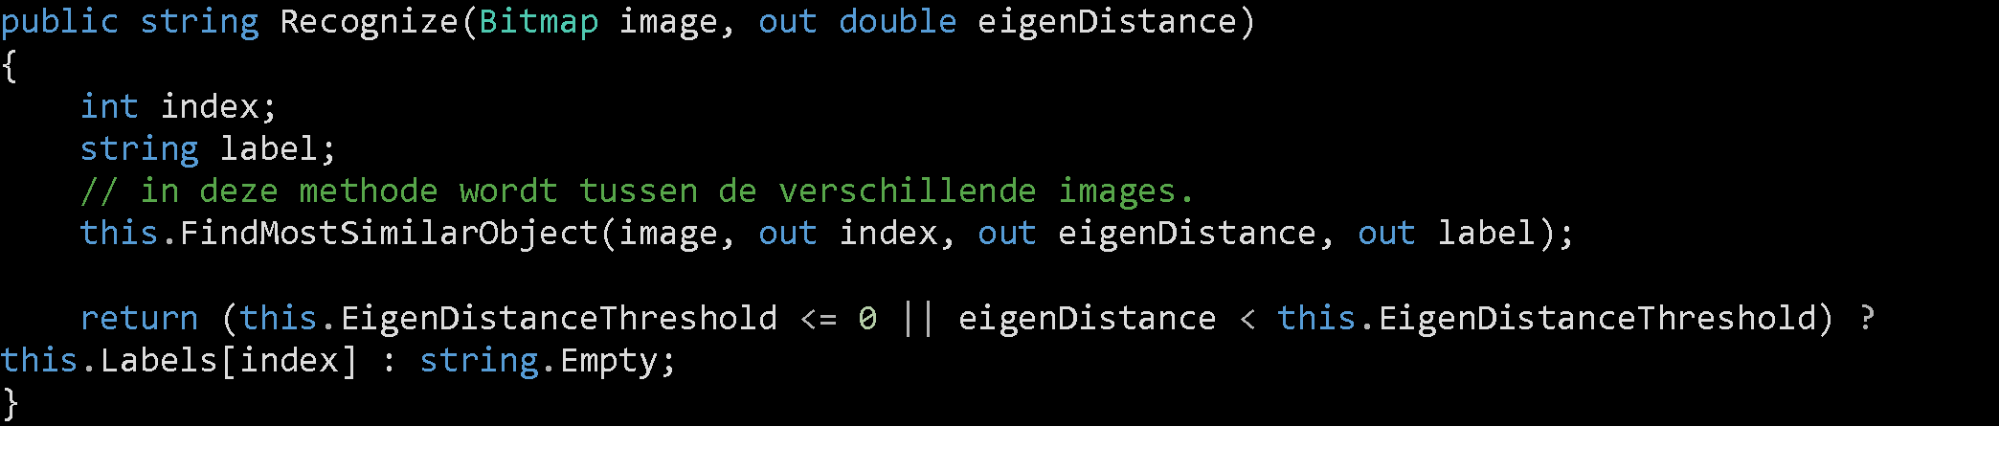 public string Recognize(Bitmap image, out double eigenDistance)
{
    int index;
    string label;
    // in deze methode wordt tussen de verschillende images.
    this.FindMostSimilarObject(image, out index, out eigenDistance, out label);

    return (this.EigenDistanceThreshold <= 0 || eigenDistance < this.EigenDistanceThreshold) ?
this.Labels[index] : string.Empty;
}